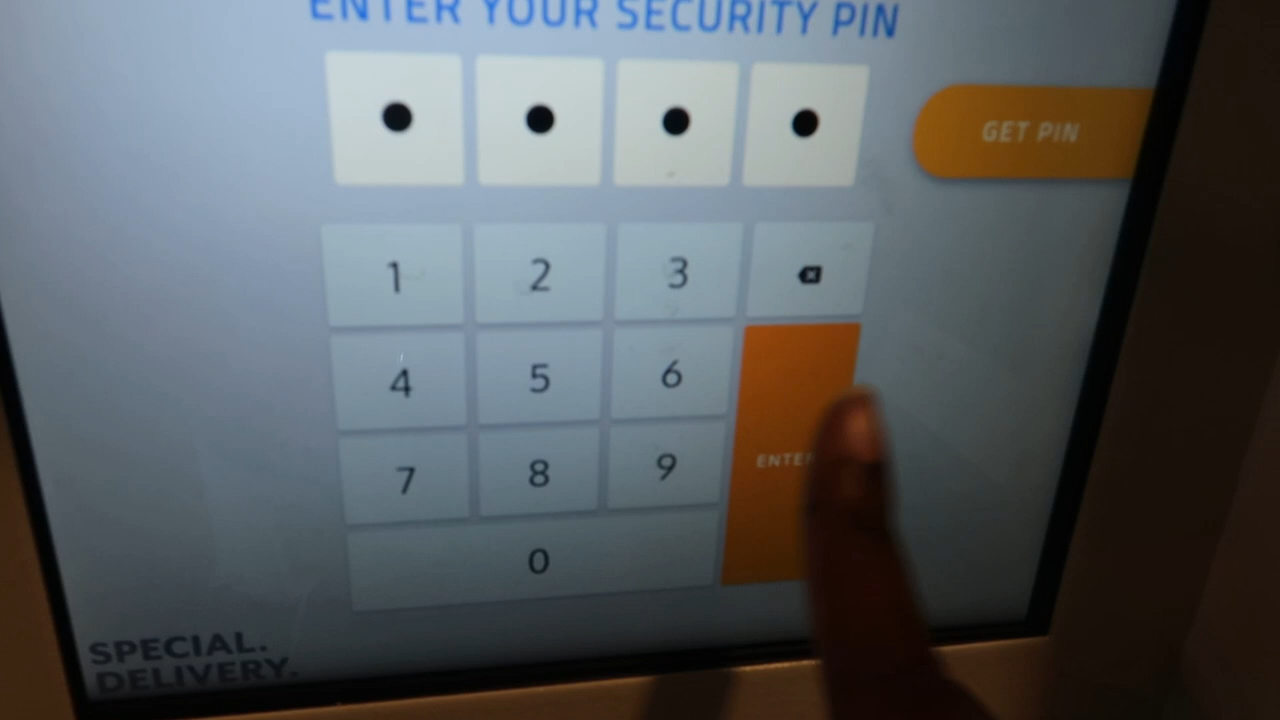 ENTER YOUR SECURITY PIN
GET PIN
1 2 3
4 5 6
7 8 9
ENTER
0
SPECIAL.
DELIVERY.